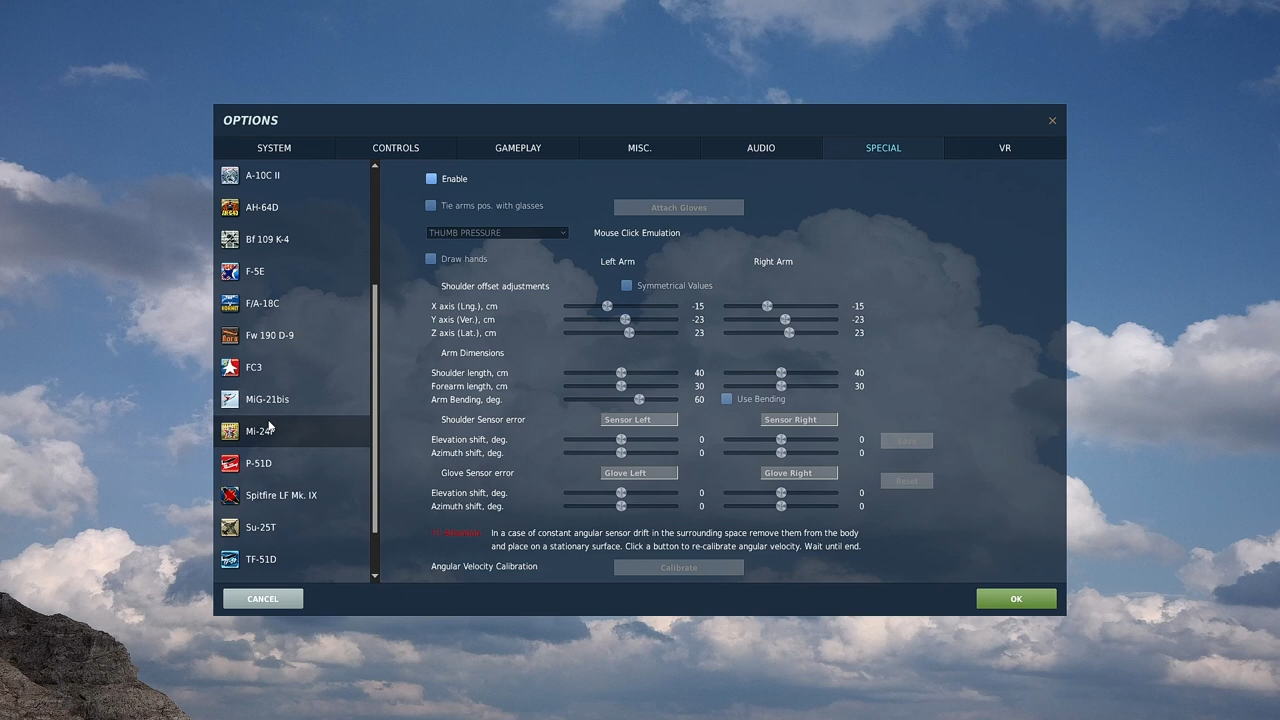 OPTIONS
SYSTEM CONTROLS GAMEPLAY MISC. AUDIO SPECIAL VR
A-10C II
AH-64D
Bf 109 K-4
F-5E
F/A-18C
Fw 190 D-9
FC3
MiG-21bis
Mi-24P
P-51D
Spitfire LF Mk. IX
Su-25T
TF-51D
Enable
Tie arms pos. with glasses Attach Gloves
THUMB PRESSURE Mouse Click Emulation
Draw hands Left Arm Right Arm
Shoulder offset adjustments Symmetrical Values
X axis (Lng.), cm -15 -15
Y axis (Ver.), cm -23 -23
Z axis (Lat.), cm 23 23
Arm Dimensions
Shoulder length, cm 40 40
Forearm length, cm 30 30
Arm Bending, deg. 60 Use Bending
Shoulder Sensor error Sensor Left Sensor Right
Elevation shift, deg. 0 0 Save
Azimuth shift, deg. 0 0
Glove Sensor error Glove Left Glove Right
Reset
Elevation shift, deg. 0 0
Azimuth shift, deg. 0 0
In a case of constant angular sensor drift in the surrounding space remove them from the body
and place on a stationary surface. Click a button to re-calibrate angular velocity. Wait until end.
Angular Velocity Calibration Calibrate
CANCEL OK